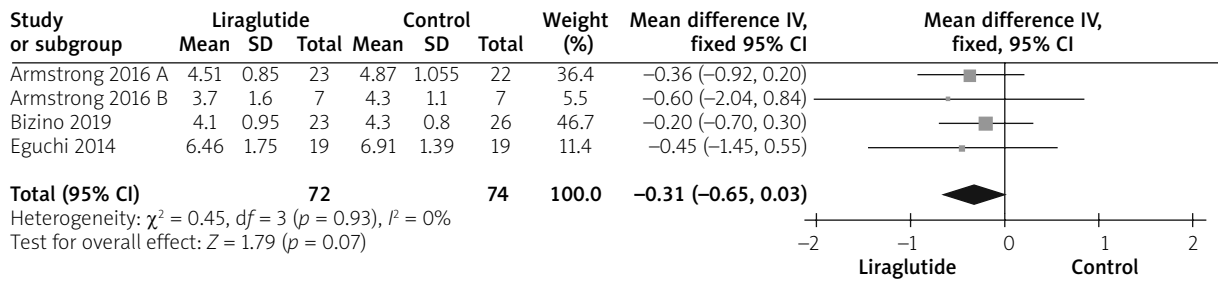 Study Liraglutide Control Weight Mean difference IV, Mean difference IV,
or subgroup Mean SD Total Mean SD Total (%) fixed 95% CI fixed, 95% CI
Armstrong 2016 A 4.51 0.85 23 4.87 1.055 22 36.4 −0.36 (−0.92, 0.20)
Armstrong 2016 B 3.7 1.6 7 4.3 1.1 7 5.5 −0.60 (−2.04, 0.84)
Bizino 2019 4.1 0.95 23 4.3 0.8 26 46.7 −0.20 (−0.70, 0.30)
Eguchi 2014 6.46 1.75 19 6.91 1.39 19 11.4 −0.45 (−1.45, 0.55)
Total (95% CI) 72 74 100.0 −0.31 (−0.65, 0.03)
Heterogeneity: χ² = 0.45, df = 3 (p = 0.93), I² = 0%
Test for overall effect: Z = 1.79 (p = 0.07)
−2 −1 0 1 2
Liraglutide Control